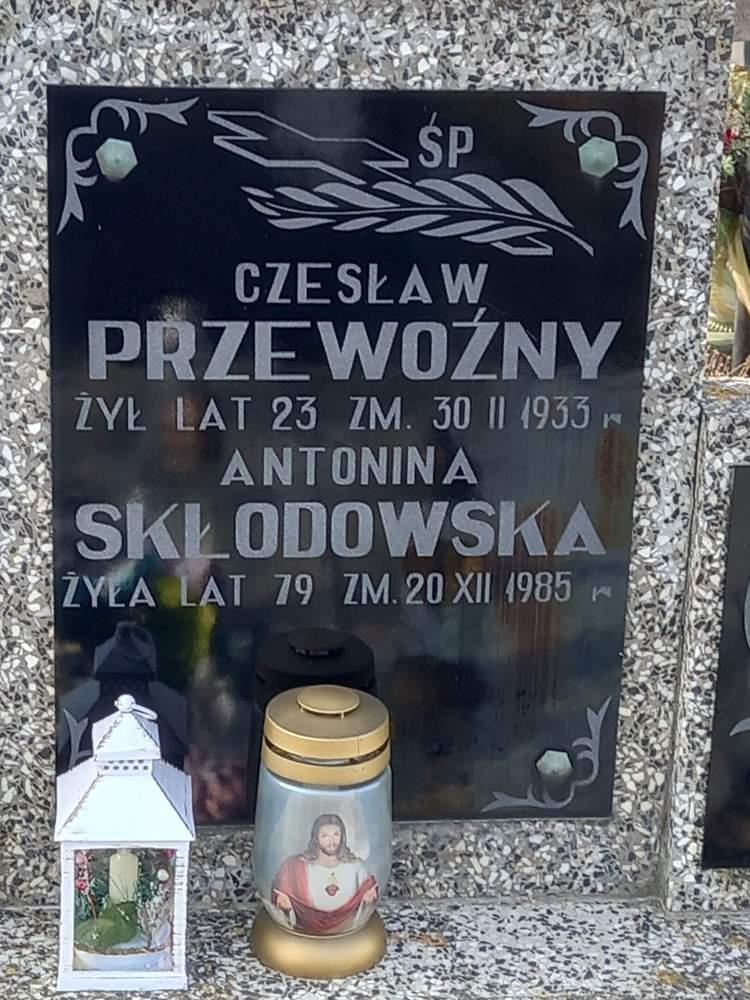 ŚP
CZESŁAW
PRZEWOŹNY
ŻYŁ LAT 23 ZM. 30 II 1933
ANTONINA
SKŁODOWSKA
ŻYŁA LAT 79 ZM. 20 XII 1985